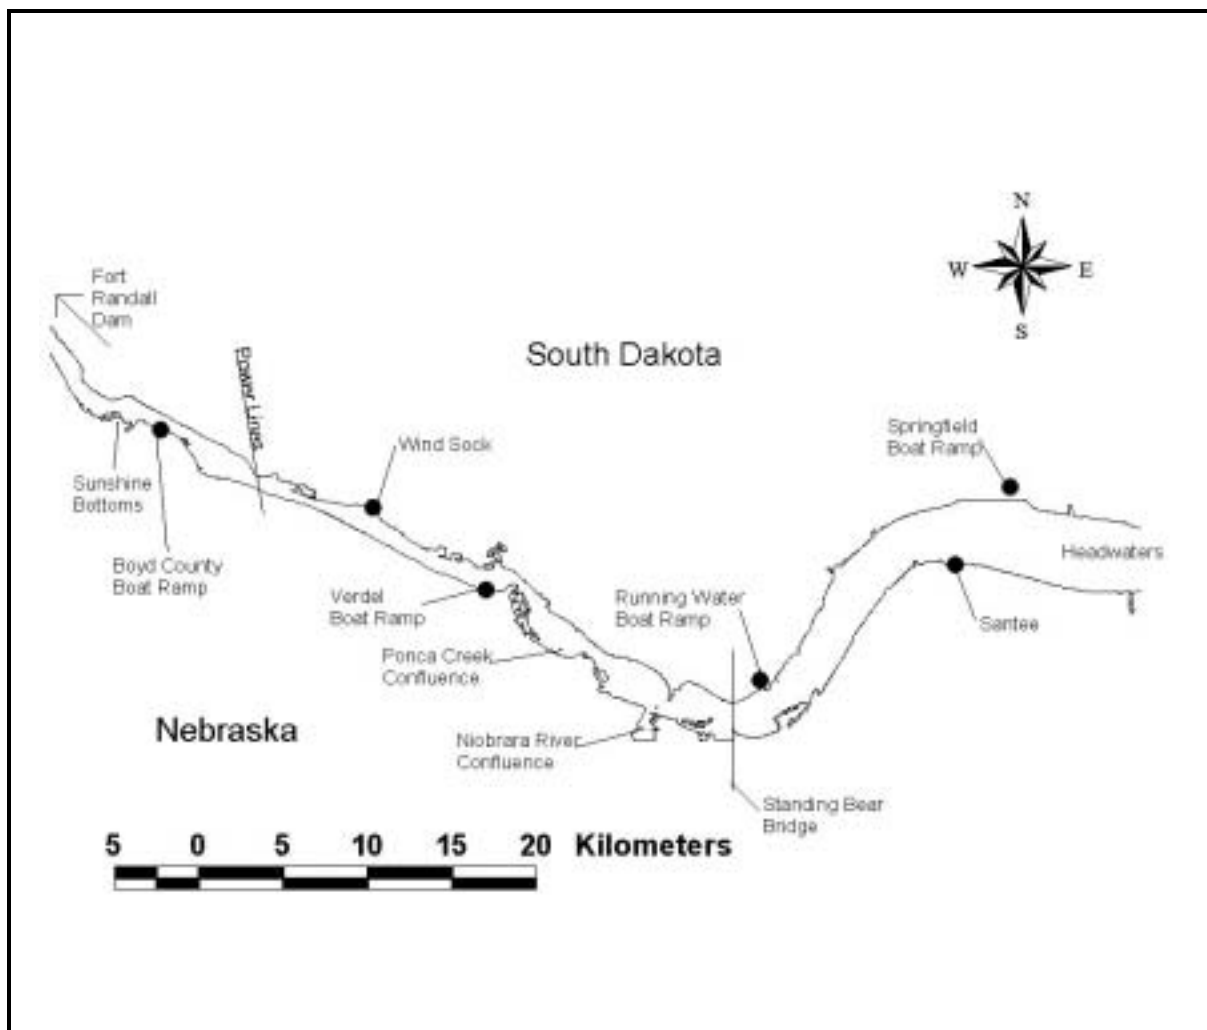 N
W E
S
Fort
Randall
Dam
South Dakota
Power Lines
Wind Sock
Springfield
Boat Ramp
Sunshine
Bottoms
Headwaters
Boyd County
Boat Ramp
Verdel
Boat Ramp
Running Water
Boat Ramp
Santee
Ponca Creek
Confluence
Nebraska
Niobrara River
Confluence
Standing Bear
Bridge
5 0 5 10 15 20 Kilometers